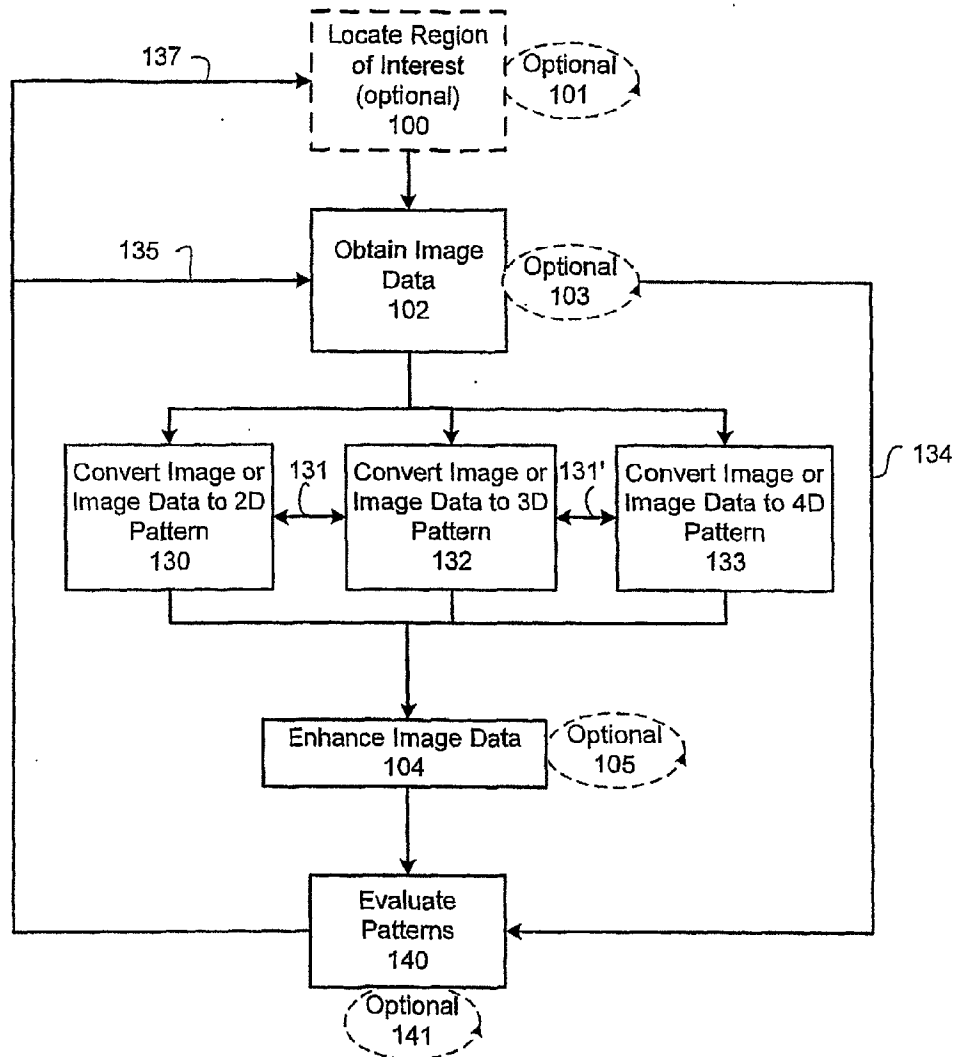 Locate Region
of Interest
(optional)
100
Optional
101
137
Obtain Image
Data
102
Optional
103
135
134
Convert Image or
Image Data to 2D
Pattern
130
131
Convert Image or
Image Data to 3D
Pattern
132
131'
Convert Image or
Image Data to 4D
Pattern
133
Enhance Image Data
104
Optional
105
Evaluate
Patterns
140
Optional
141